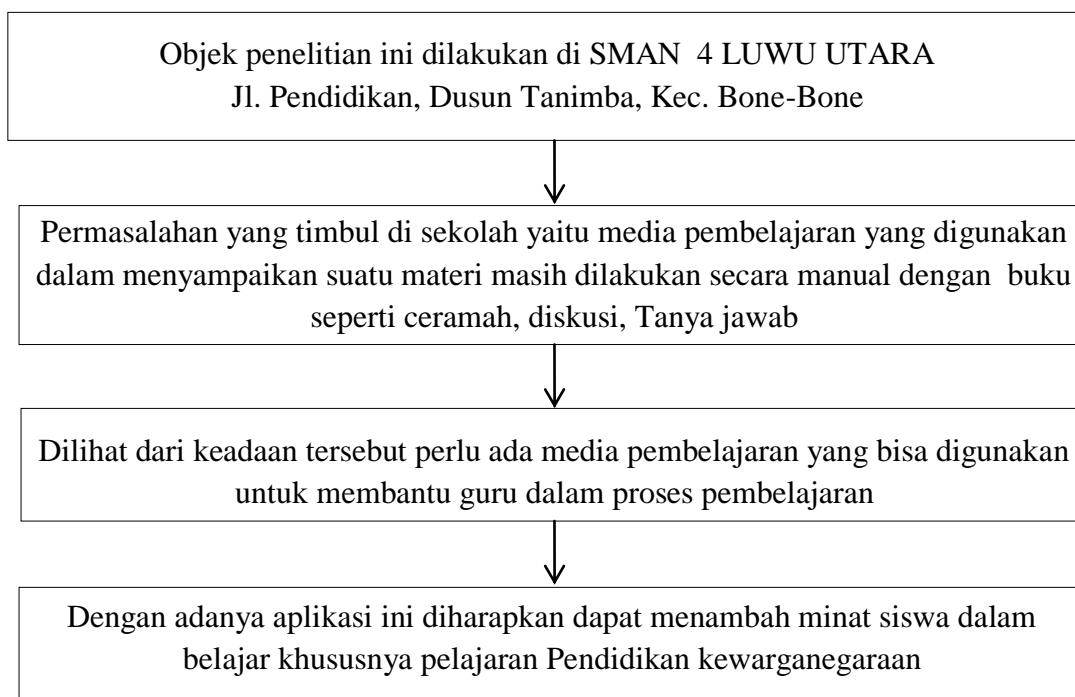 Objek penelitian ini dilakukan di SMAN 4 LUWU UTARA
Jl. Pendidikan, Dusun Tanimba, Kec. Bone-Bone
Permasalahan yang timbul di sekolah yaitu media pembelajaran yang digunakan
dalam menyampaikan suatu materi masih dilakukan secara manual dengan buku
seperti ceramah, diskusi, Tanya jawab
Dilihat dari keadaan tersebut perlu ada media pembelajaran yang bisa digunakan
untuk membantu guru dalam proses pembelajaran
Dengan adanya aplikasi ini diharapkan dapat menambah minat siswa dalam
belajar khususnya pelajaran Pendidikan kewarganegaraan